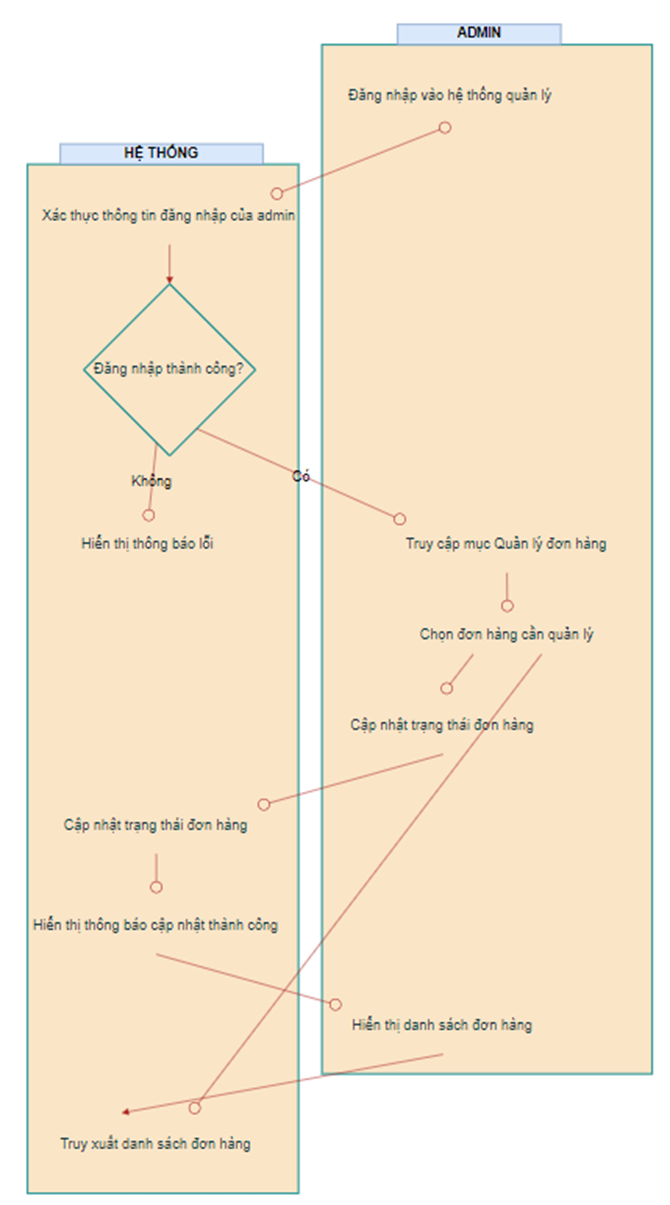 ADMIN
Đăng nhập vào hệ thống quản lý
HỆ THỐNG
Xác thực thông tin đăng nhập của admin
Đăng nhập thành công?
Không
Có
Hiển thị thông báo lỗi
Truy cập mục Quản lý đơn hàng
Chọn đơn hàng cần quản lý
Cập nhật trạng thái đơn hàng
Cập nhật trạng thái đơn hàng
Hiển thị thông báo cập nhật thành công
Hiển thị danh sách đơn hàng
Truy xuất danh sách đơn hàng